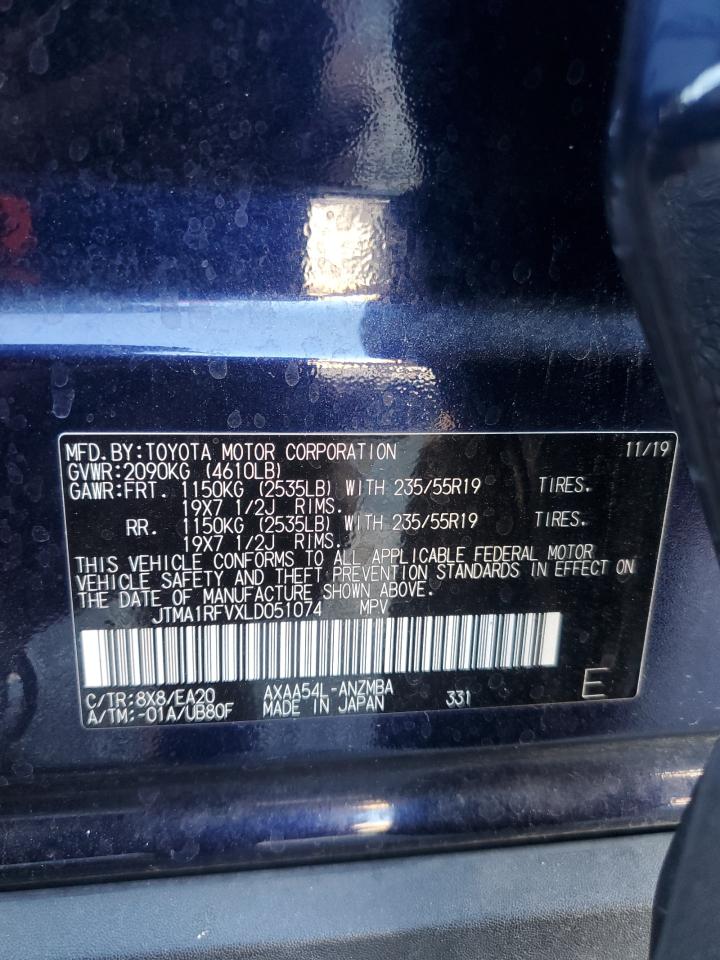 MFD.BY:TOYOTA MOTOR CORPORATION 11/19
GVWR:2090KG (4610LB)
GAWR:FRT. 1150KG (2535LB) WITH 235/55R19 TIRES.
19X7 1/2J RIMS.
RR. 1150KG (2535LB) WITH 235/55R19 TIRES.
19X7 1/2J RIMS.
THIS VEHICLE CONFORMS TO ALL APPLICABLE FEDERAL MOTOR
VEHICLE SAFETY AND THEFT PREVENTION STANDARDS IN EFFECT ON
THE DATE OF MANUFACTURE SHOWN ABOVE.
JTMA1RFVXLD051074 MPV
C/TR:8X8/EA20 AXAA54L-ANZMBA 331 E
A/TM:-01A/UB80F MADE IN JAPAN